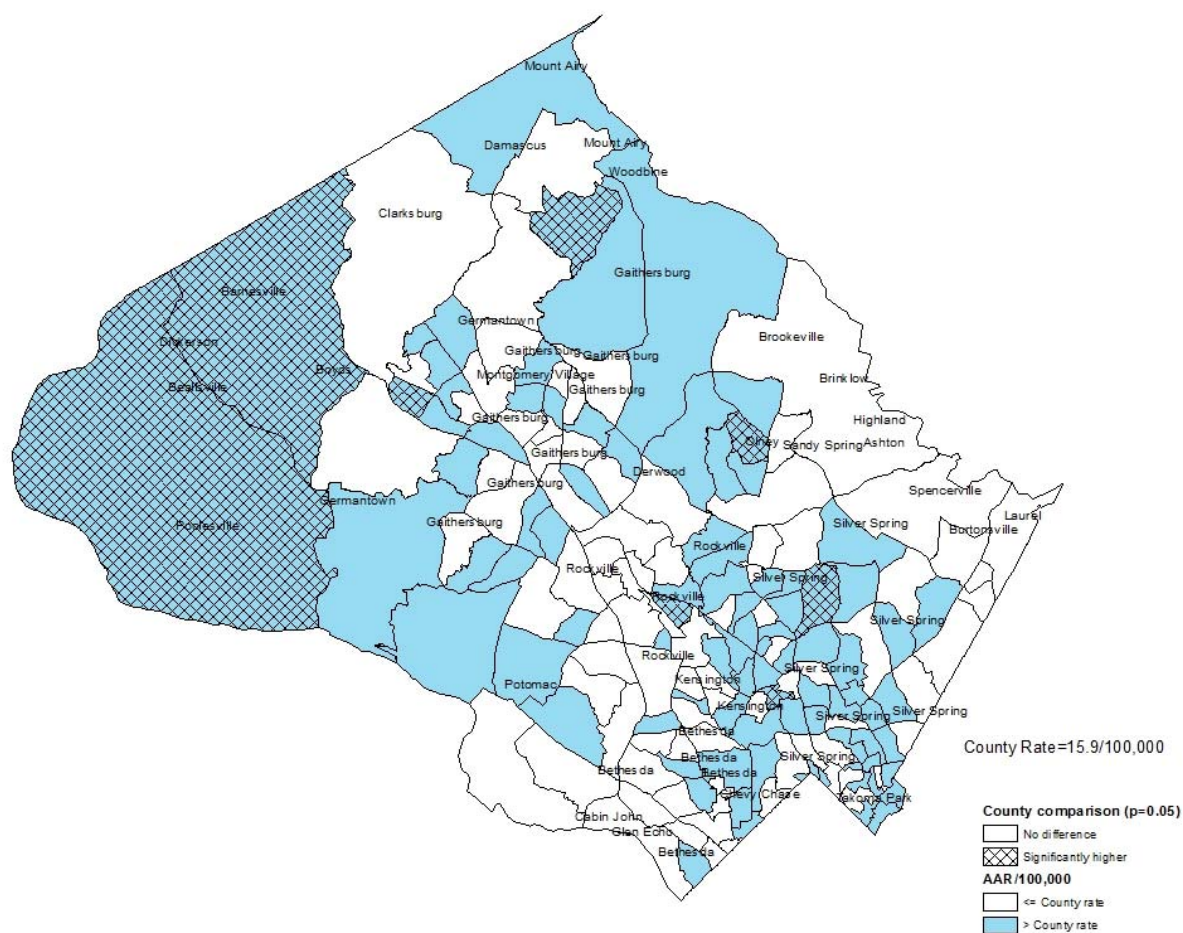 Mount Airy
Damascus
Mount Airy
Woodbine
Clarksburg
Gaithersburg
Barnesville
Germantown
Brookeville
Dickerson
Gaithersburg
Gaithersburg
Boyds
Montgomery Village
Brinklow
Beallsville
Gaithersburg
Gaithersburg
Highland
Olney
Sandy Spring
Ashton
Gaithersburg
Derwood
Gaithersburg
Spencerville
Germantown
Laurel
Poolesville
Gaithersburg
Silver Spring
Burtonsville
Rockville
Rockville
Silver Spring
Rockville
Silver Spring
Rockville
Silver Spring
Potomac
Kensington
Kensington
Silver Spring
Silver Spring
Bethesda
County Rate=15.9/100,000
Bethesda
Silver Spring
Bethesda
Bethesda
Chevy Chase
Takoma Park
Cabin John
Glen Echo
Bethesda
County comparison (p=0.05)
No difference
Significantly higher
AAR/100,000
<= County rate
> County rate